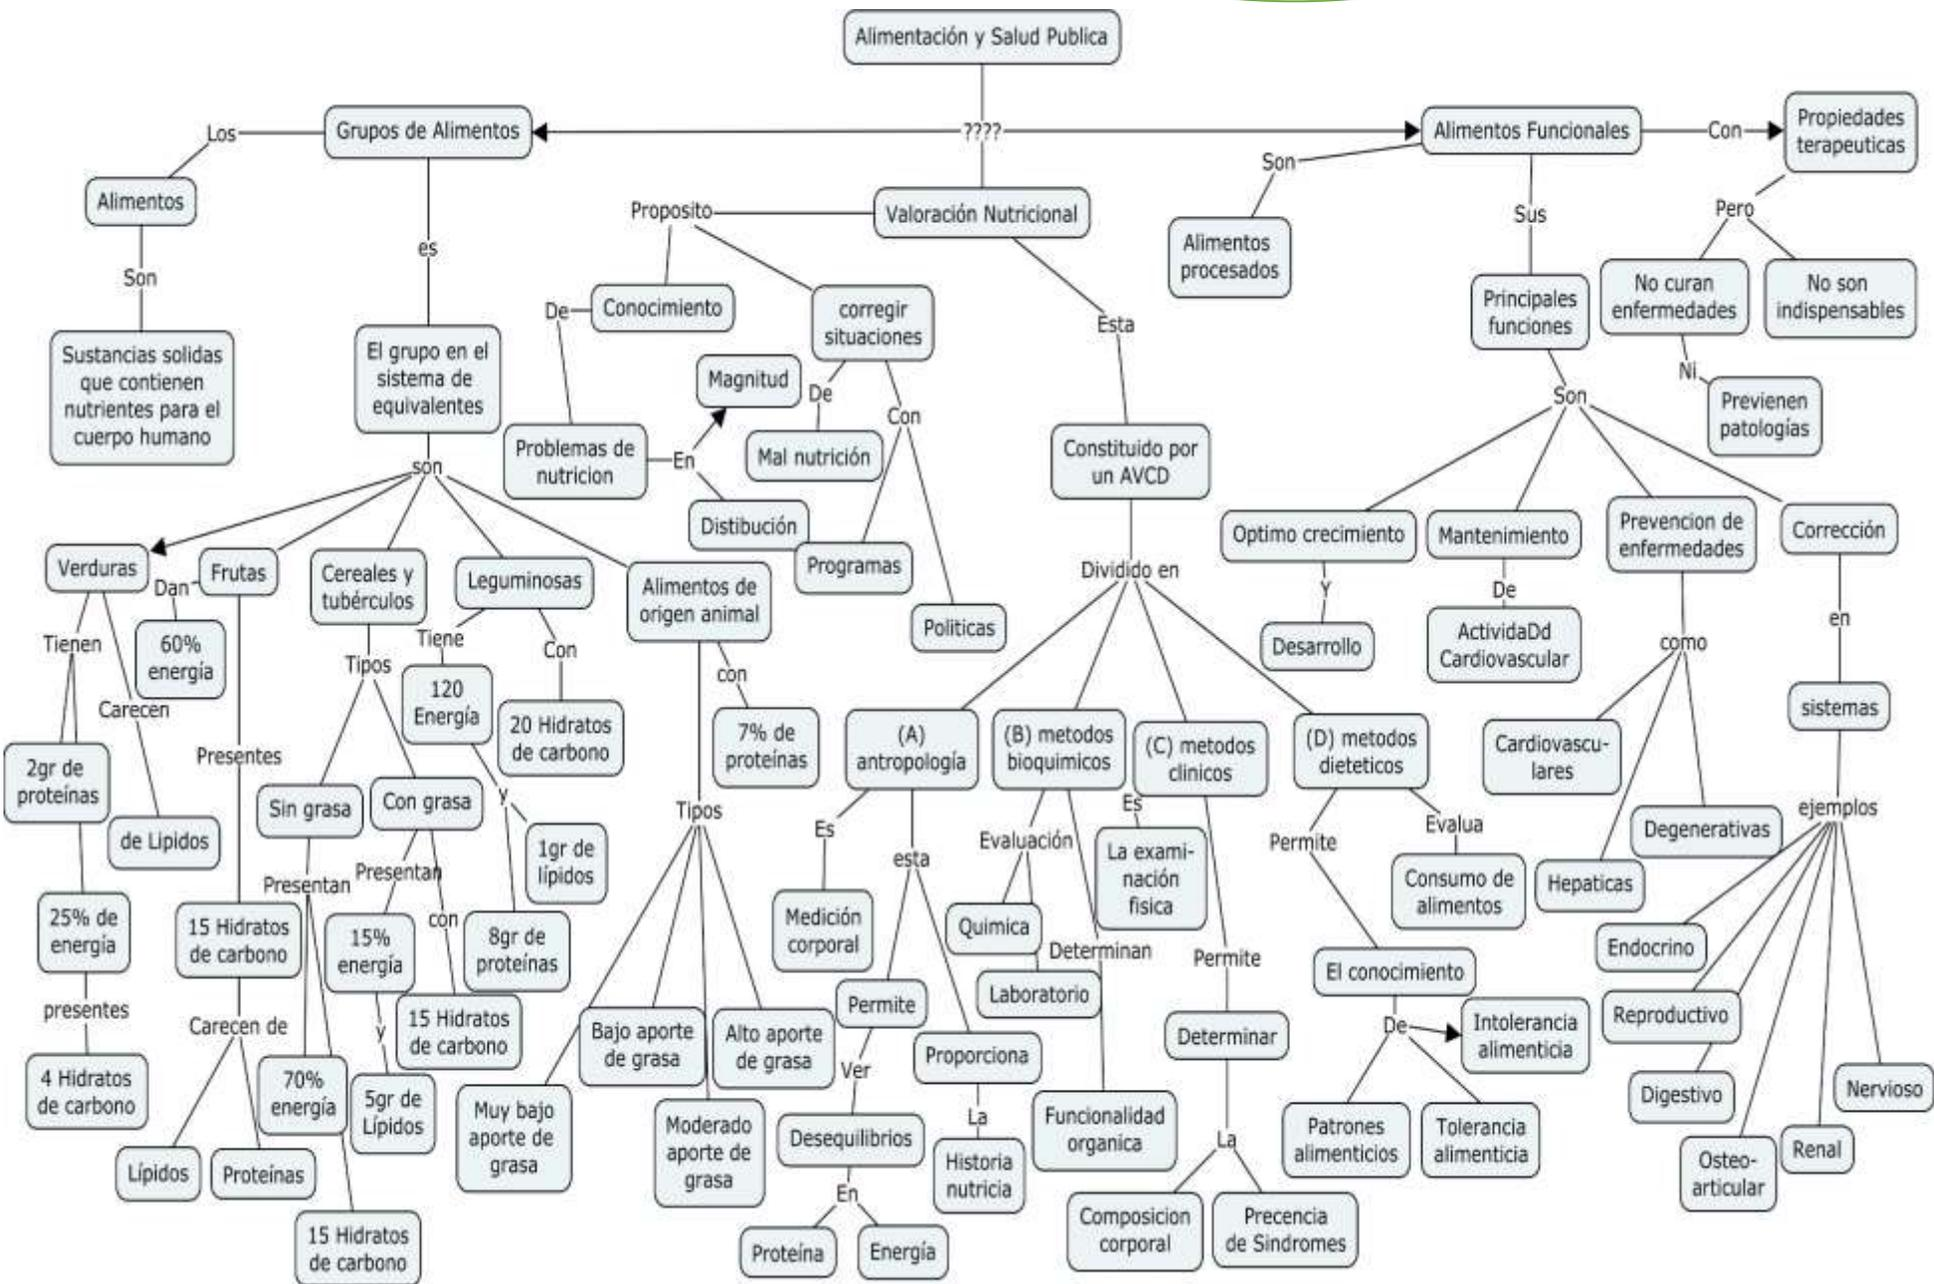 Alimentación y Salud Publica
Los
Grupos de Alimentos
????
Alimentos Funcionales
Con
Propiedades
terapeuticas
Alimentos
Son
Sustancias solidas
que contienen
nutrientes para el
cuerpo humano
es
El grupo en el
sistema de
equivalentes
son
Verduras
Tienen
2gr de
proteínas
25% de
energía
presentes
4 Hidratos
de carbono
Carecen
de Lipidos
Frutas
Dan
60%
energía
Presentes
15 Hidratos
de carbono
Carecen de
Lípidos
Proteínas
Cereales y
tubérculos
Tipos
Sin grasa
Presentan
70%
energía
15 Hidratos
de carbono
Con grasa
Presentan
15%
energía
y
5gr de
Lípidos
con
15 Hidratos
de carbono
Leguminosas
Tiene
120
Energía
y
1gr de
lípidos
8gr de
proteínas
Con
20 Hidratos
de carbono
Alimentos de
origen animal
con
7% de
proteínas
Tipos
Muy bajo
aporte de
grasa
Bajo aporte
de grasa
Moderado
aporte de
grasa
Alto aporte
de grasa
Valoración Nutricional
Proposito
Conocimiento
De
Problemas de
nutricion
En
Magnitud
Distibución
corregir
situaciones
De
Mal nutrición
Con
Programas
Politicas
Esta
Constituido por
un AVCD
Dividido en
(A)
antropología
Es
Medición
corporal
esta
Permite
Ver
Desequilibrios
En
Proteína
Energía
Proporciona
La
Historia
nutricia
(B) metodos
bioquimicos
Evaluación
Quimica
Laboratorio
Determinan
Funcionalidad
organica
(C) metodos
clinicos
Es
La exami-
nación
fisica
Permite
Determinar
La
Composicion
corporal
Precencia
de Sindromes
(D) metodos
dieteticos
Permite
El conocimiento
De
Intolerancia
alimenticia
Patrones
alimenticios
Tolerancia
alimenticia
Evalua
Consumo de
alimentos
Son
Alimentos
procesados
Sus
Principales
funciones
Son
Optimo crecimiento
Y
Desarrollo
Mantenimiento
De
ActividaDd
Cardiovascular
Prevencion de
enfermedades
como
Cardiovascu-
lares
Hepaticas
Degenerativas
Corrección
en
sistemas
ejemplos
Endocrino
Reproductivo
Digestivo
Osteo-
articular
Renal
Nervioso
Pero
No curan
enfermedades
No son
indispensables
Ni
Previenen
patologías